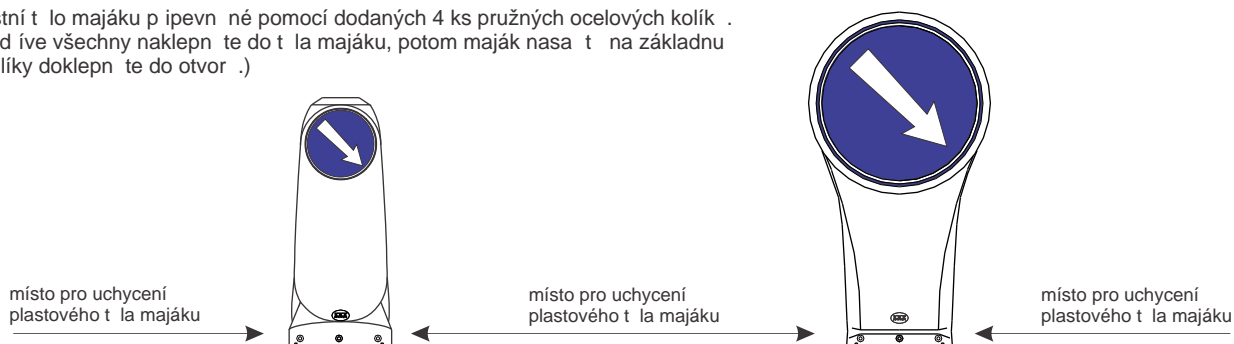 stní t lo majáku p ipevn né pomocí dodaných 4 ks pružných ocelových kolík .
d íve všechny naklepn te do t la majáku, potom maják nasa t na základnu
líky doklepn te do otvor .)
místo pro uchycení
plastového t la majáku
místo pro uchycení
plastového t la majáku
místo pro uchycení
plastového t la majáku